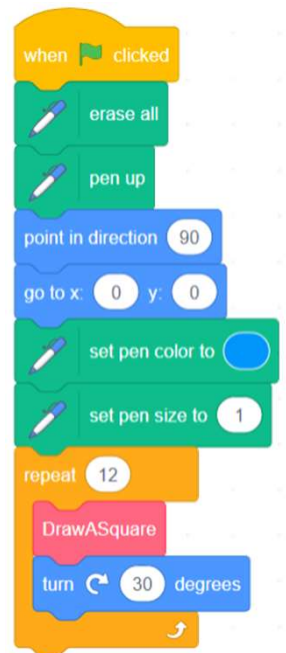 when clicked
erase all
pen up
point in direction 90
go to x: 0 y: 0
set pen color to
set pen size to 1
repeat 12
DrawASquare
turn 30 degrees